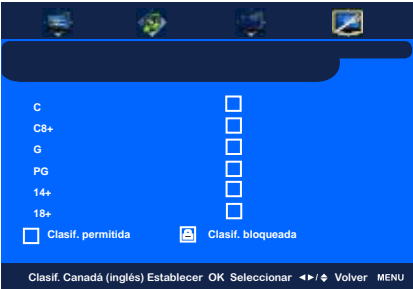 C
C8+
G
PG
14+
18+
Clasif. permitida Clasif. bloqueada
Clasif. Canadá (inglés) Establecer OK Seleccionar ◄►/♦ Volver MENU